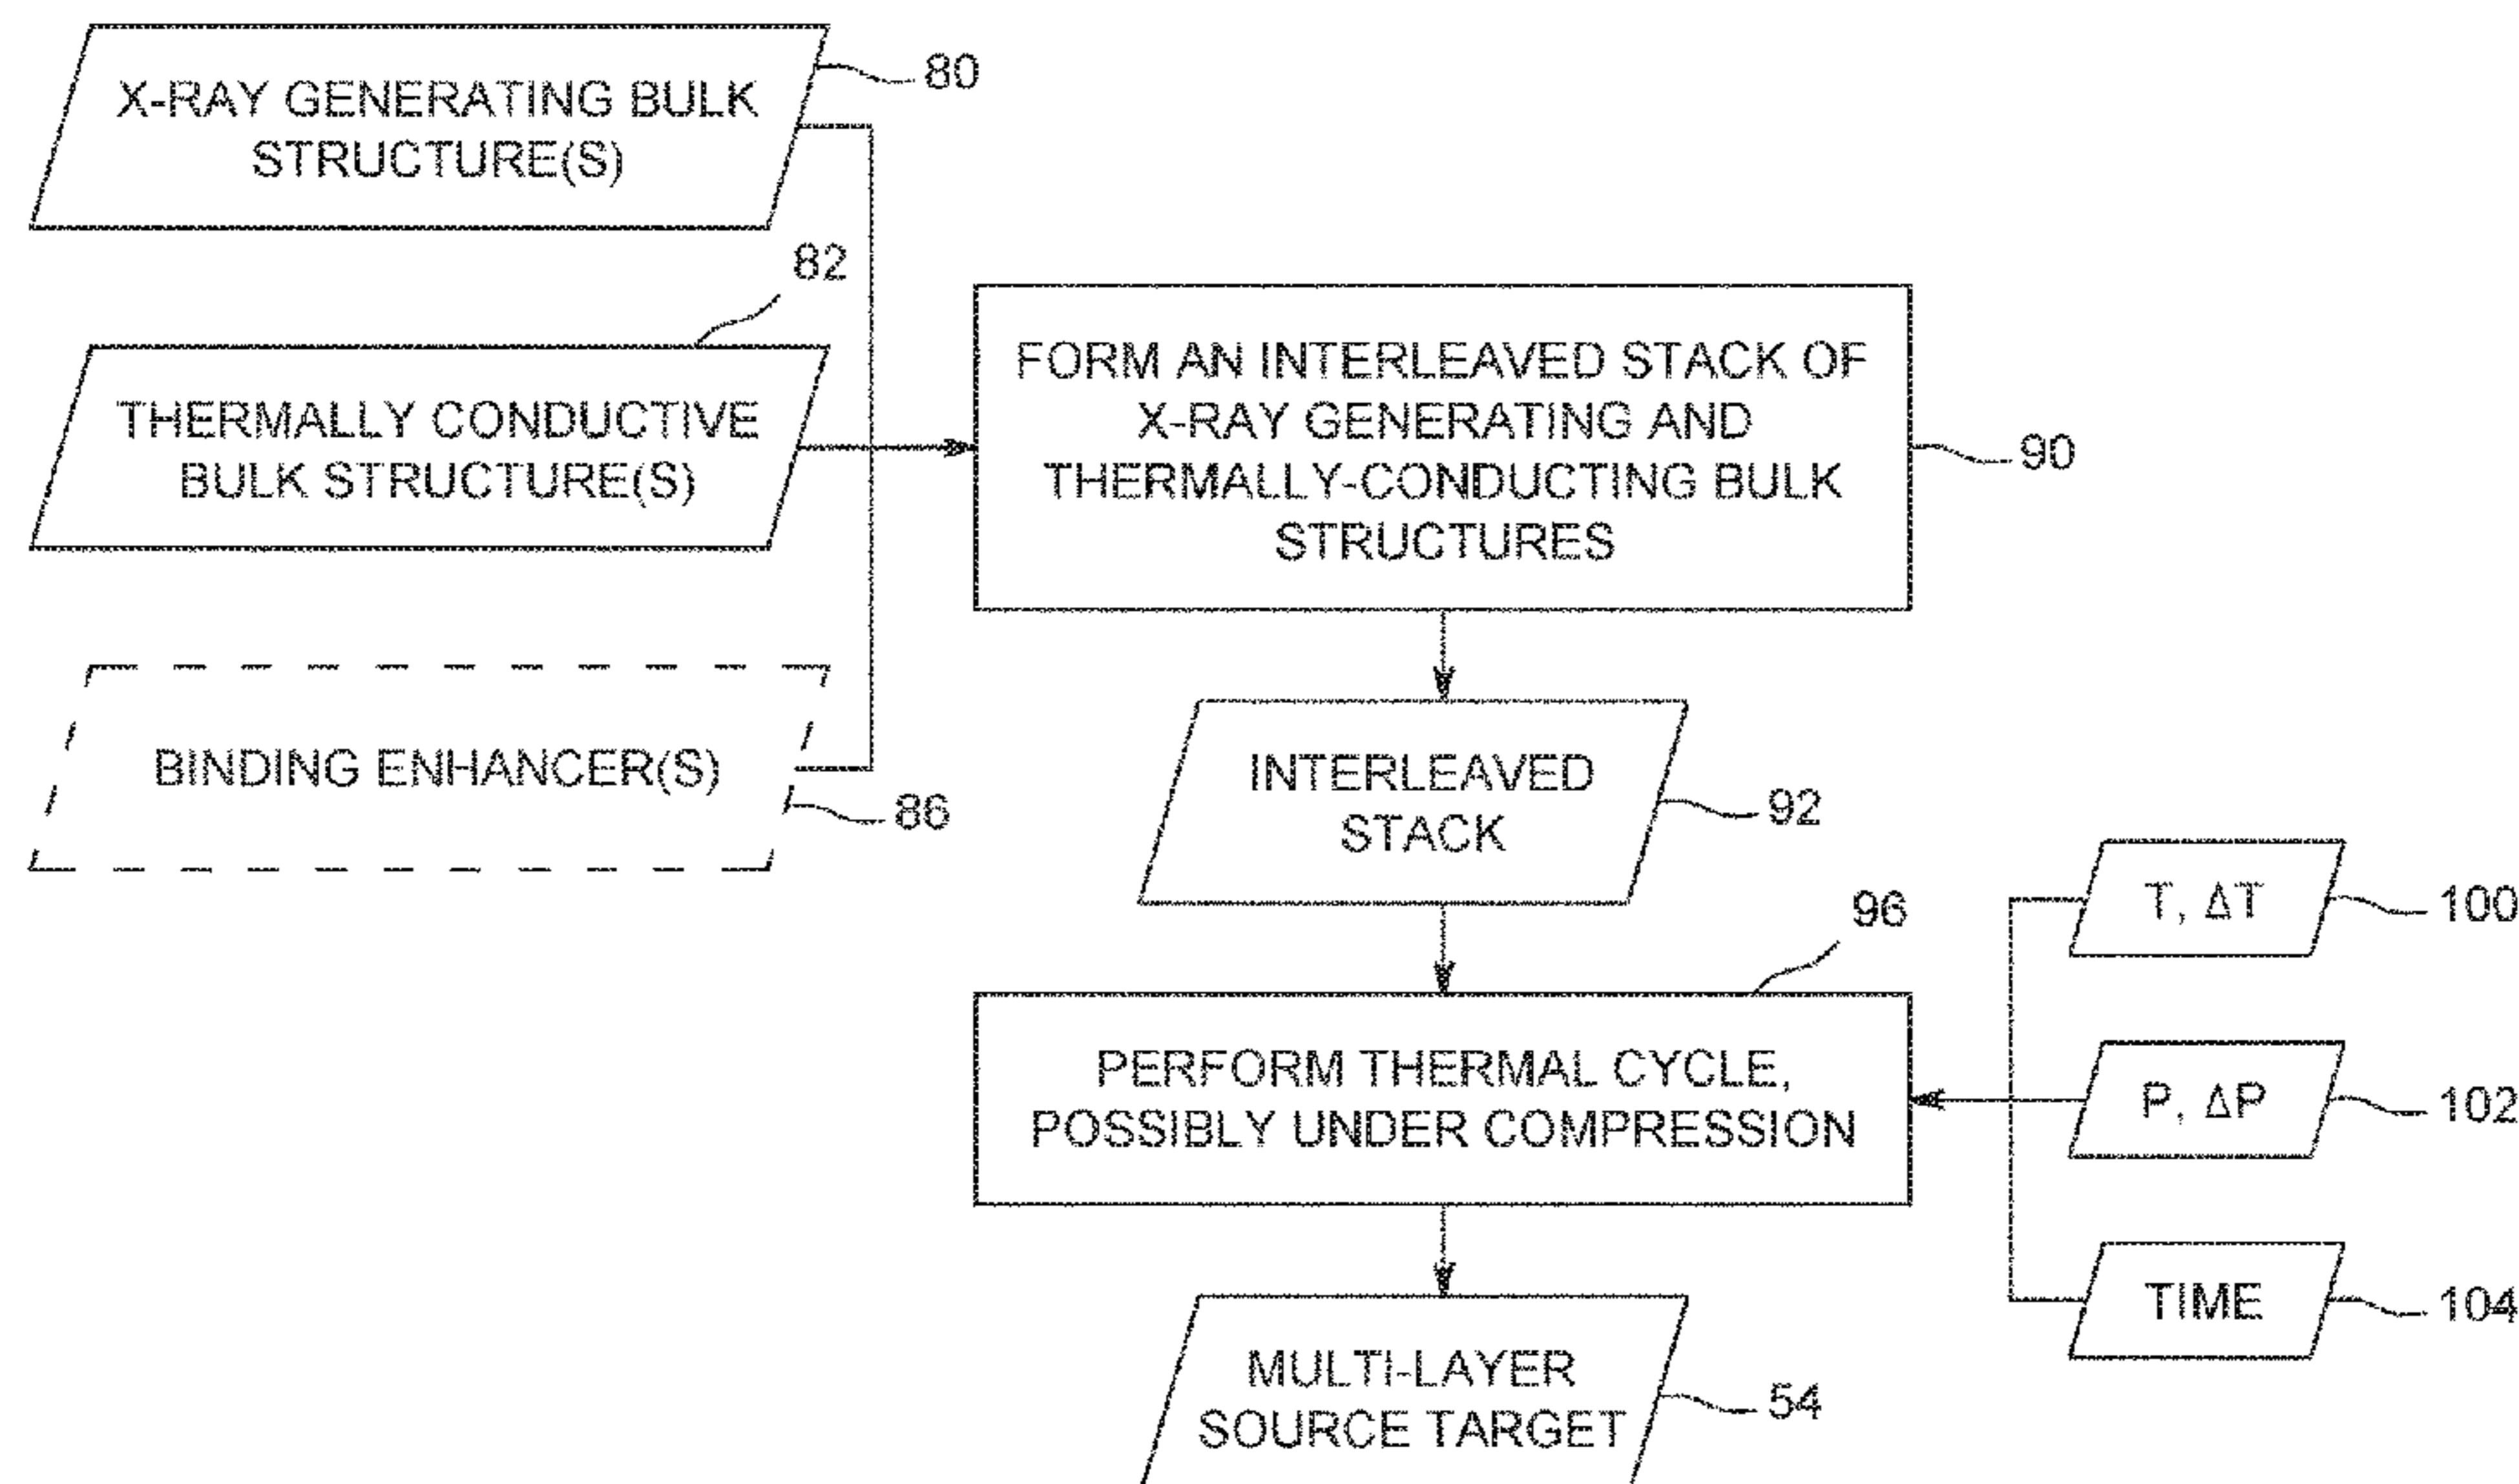 X-RAY GENERATING BULK
STRUCTURE(S)
80
82
THERMALLY CONDUCTIVE
BULK STRUCTURE(S)
BINDING ENHANCER(S)
86
FORM AN INTERLEAVED STACK OF
X-RAY GENERATING AND
THERMALLY-CONDUCTING BULK
STRUCTURES
90
INTERLEAVED
STACK
92
96
PERFORM THERMAL CYCLE,
POSSIBLY UNDER COMPRESSION
T, ΔT
100
P, ΔP
102
TIME
104
MULTI-LAYER
SOURCE TARGET
54